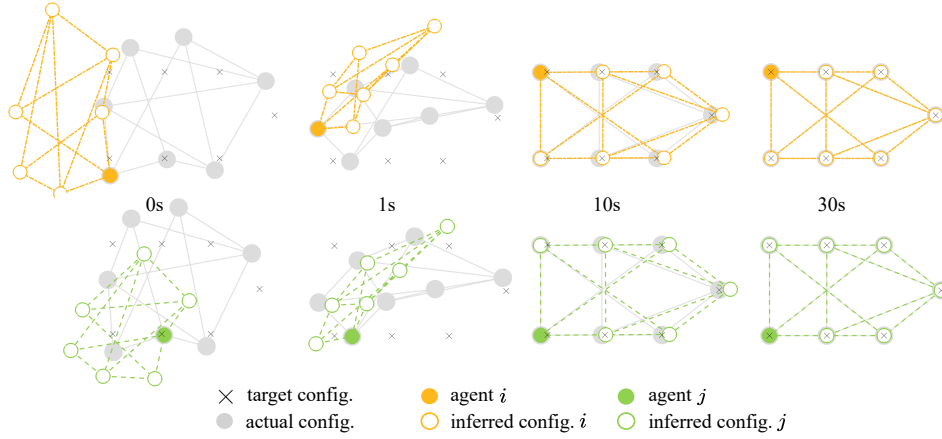 0s 1s 10s 30s
target config. agent i agent j
actual config. inferred config. i inferred config. j